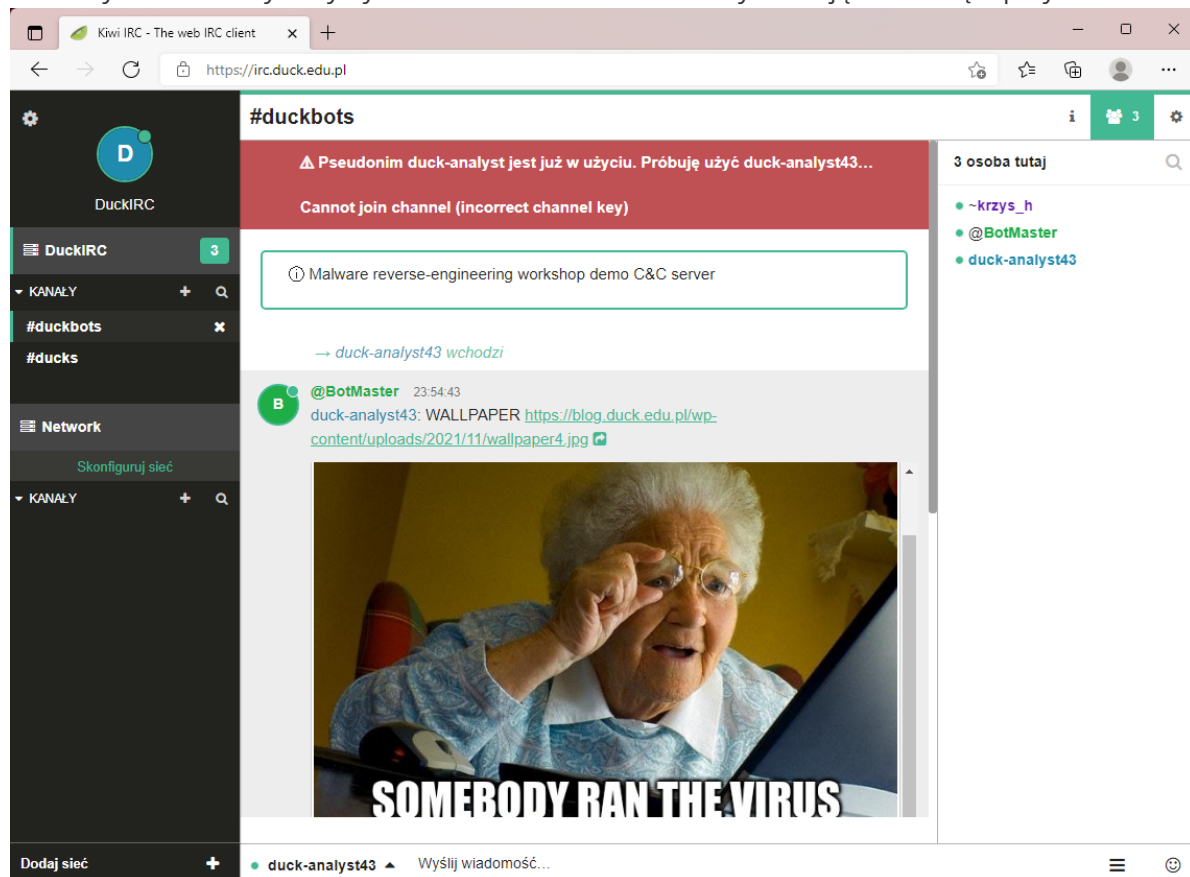 Kiwi IRC - The web IRC client
https://irc.duck.edu.pl
#duckbots
3
D
DuckIRC
DuckIRC 3
KANAŁY
#duckbots
#ducks
Network
Skonfiguruj sieć
KANAŁY
Dodaj sieć
Pseudonim duck-analyst jest już w użyciu. Próbuję użyć duck-analyst43...
Cannot join channel (incorrect channel key)
Malware reverse-engineering workshop demo C&C server
→ duck-analyst43 wchodzi
B
@BotMaster 23:54:43
duck-analyst43: WALLPAPER https://blog.duck.edu.pl/wp-
content/uploads/2021/11/wallpaper4.jpg
SOMEBODY RAN THE VIRUS
3 osoba tutaj
~krzys_h
@BotMaster
duck-analyst43
duck-analyst43 Wyślij wiadomość...